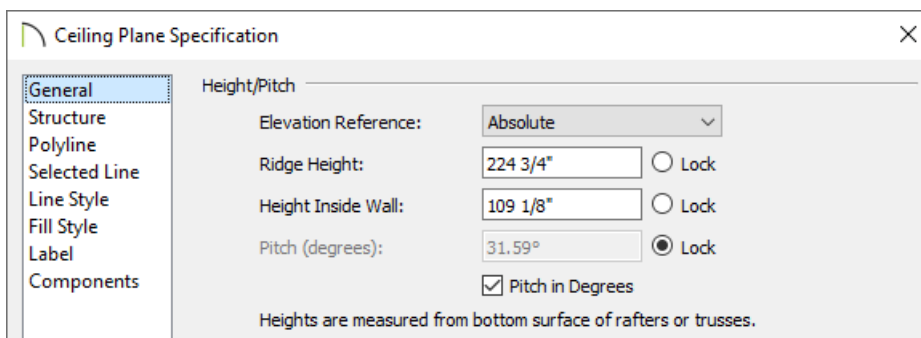 Ceiling Plane Specification
General
Structure
Polyline
Selected Line
Line Style
Fill Style
Label
Components
Height/Pitch
Elevation Reference: Absolute
Ridge Height: 224 3/4" Lock
Height Inside Wall: 109 1/8" Lock
Pitch (degrees): 31.59° Lock
Pitch in Degrees
Heights are measured from bottom surface of rafters or trusses.